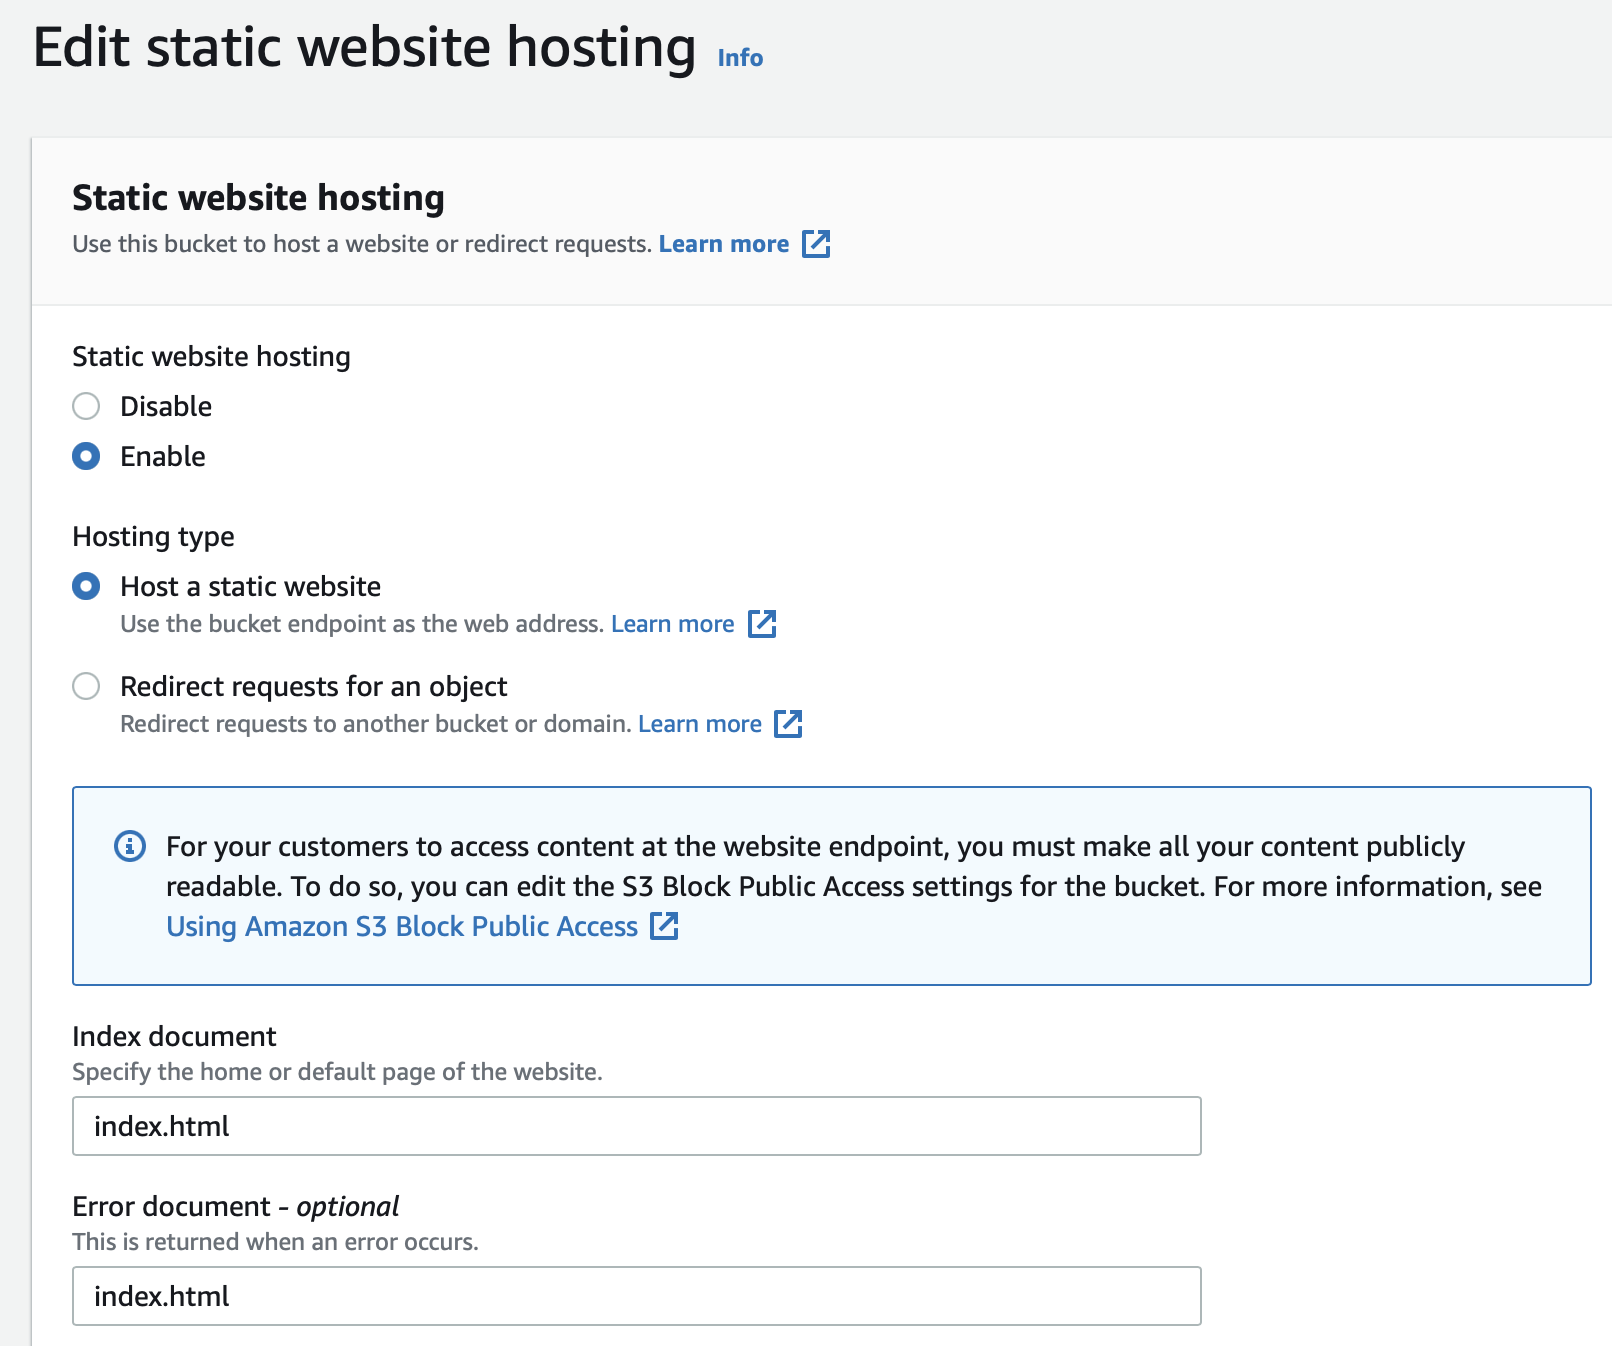 Edit static website hosting Info
Static website hosting
Use this bucket to host a website or redirect requests. Learn more
Static website hosting
Disable
Enable
Hosting type
Host a static website
Use the bucket endpoint as the web address. Learn more
Redirect requests for an object
Redirect requests to another bucket or domain. Learn more
For your customers to access content at the website endpoint, you must make all your content publicly
readable. To do so, you can edit the S3 Block Public Access settings for the bucket. For more information, see
Using Amazon S3 Block Public Access
Index document
Specify the home or default page of the website.
index.html
Error document - optional
This is returned when an error occurs.
index.html